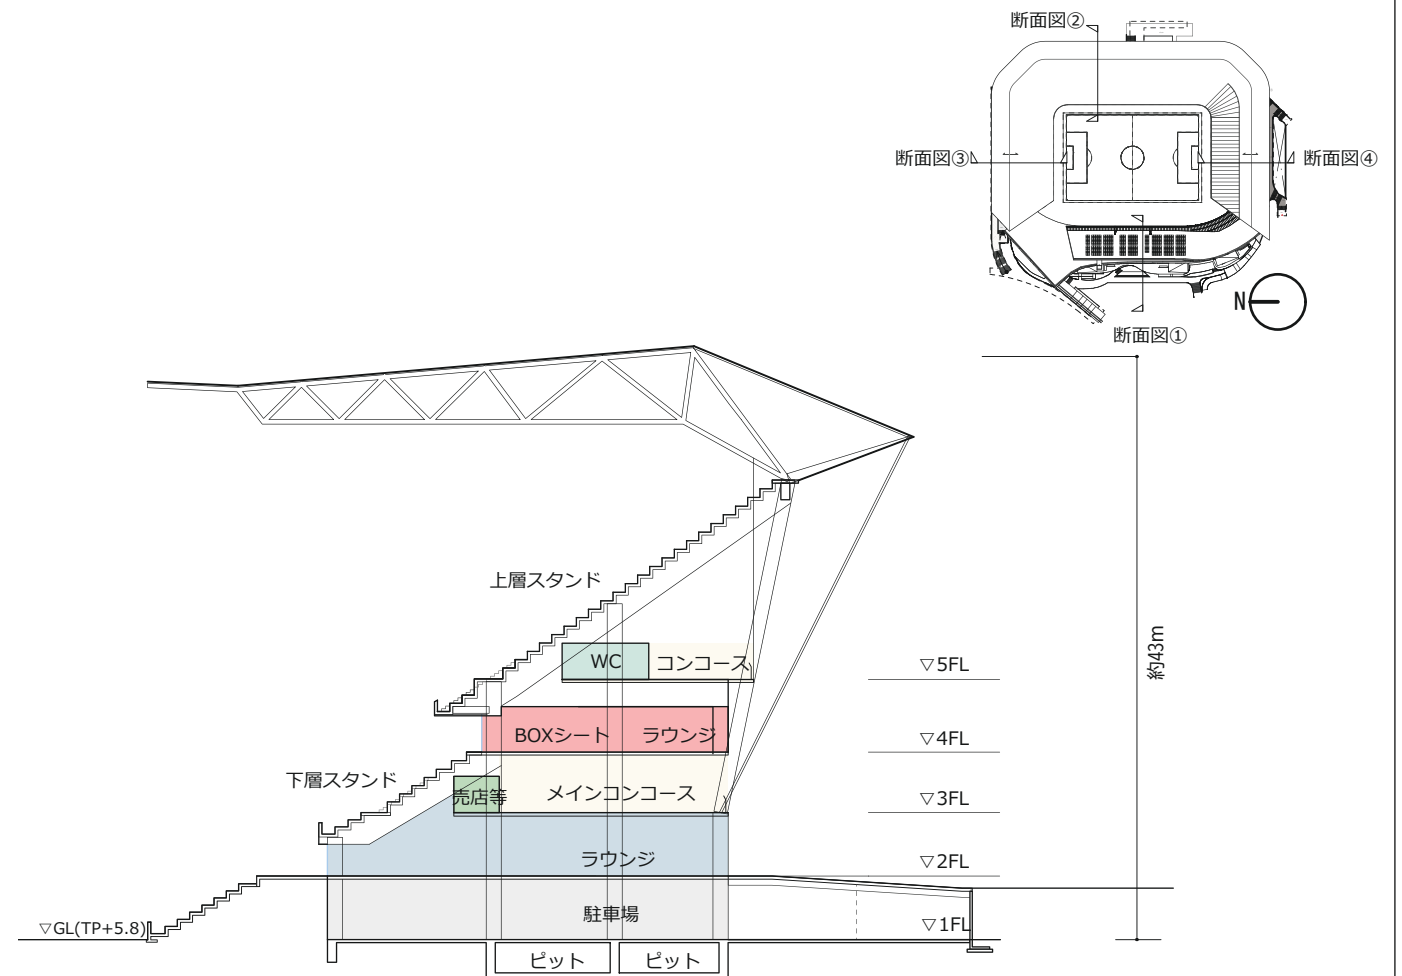 断面図②
断面図③
断面図④
N
断面図①
上層スタンド
WC
コンコース
▽5FL
約43m
BOXシート
ラウンジ
▽4FL
下層スタンド
売店等
メインコンコース
▽3FL
ラウンジ
▽2FL
駐車場
▽GL(TP+5.8)
▽1FL
ピット
ピット